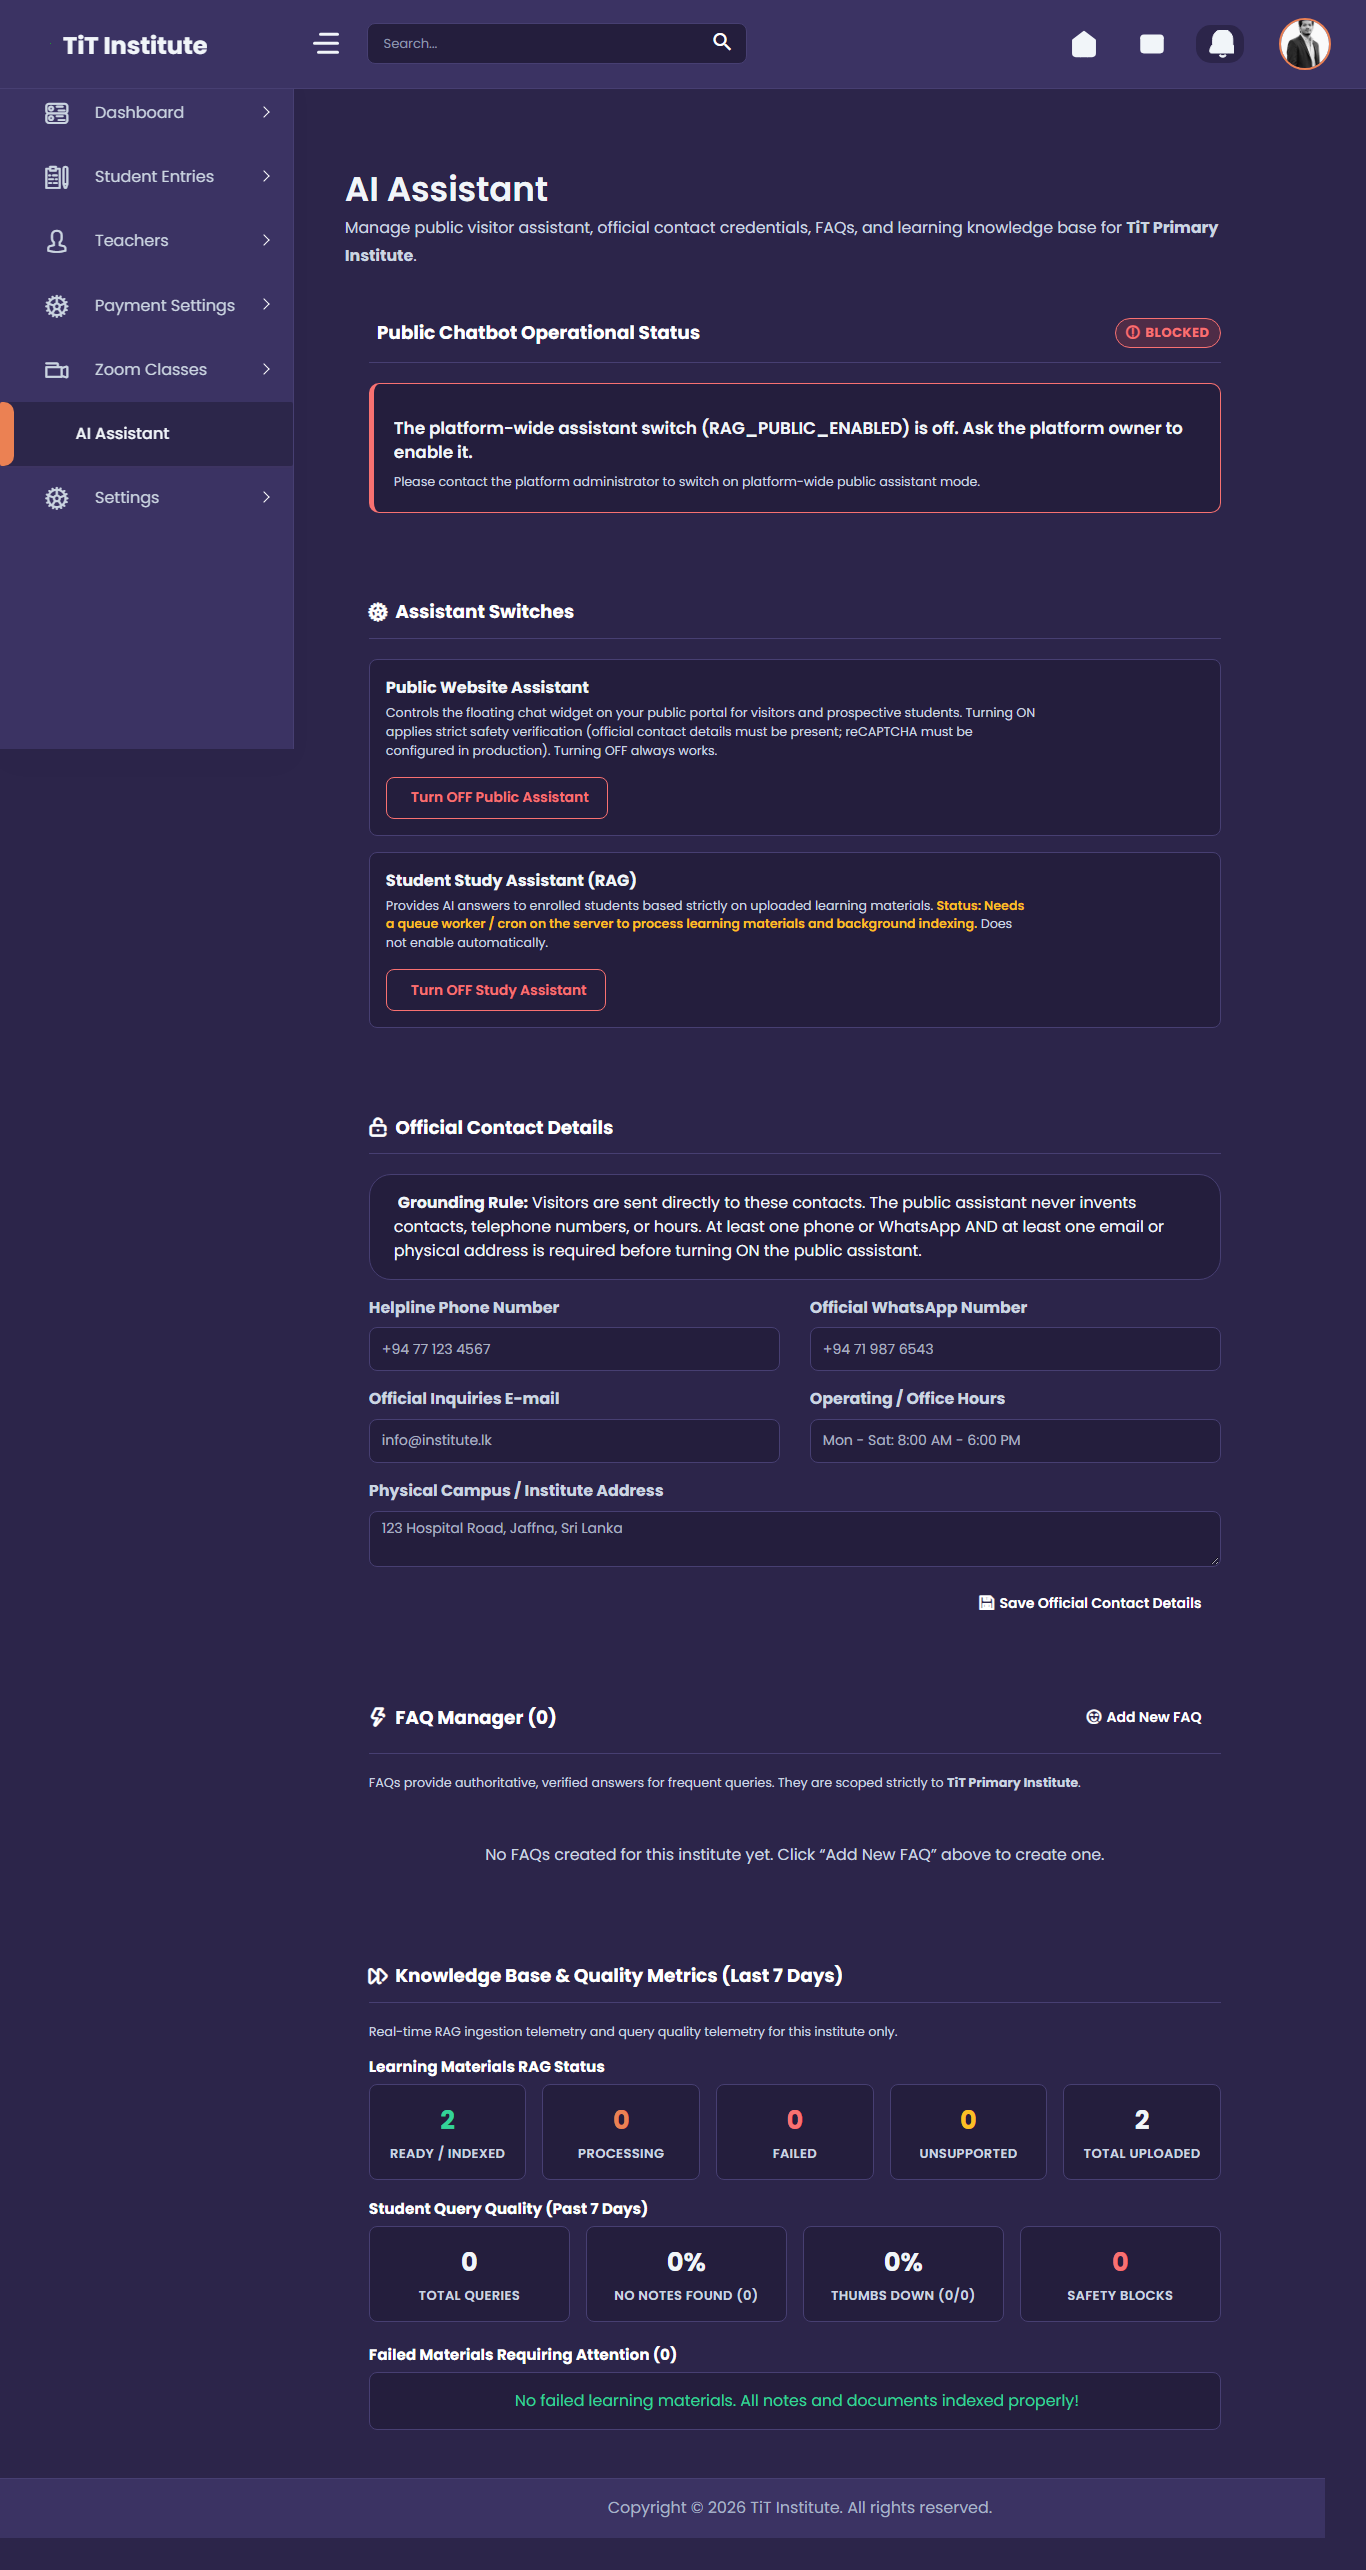 TiT Institute
Search...
Dashboard
Student Entries
Teachers
Payment Settings
Zoom Classes
AI Assistant
Settings
AI Assistant
Manage public visitor assistant, official contact credentials, FAQs, and learning knowledge base for TiT Primary
Institute.
Public Chatbot Operational Status
BLOCKED
The platform-wide assistant switch (RAG_PUBLIC_ENABLED) is off. Ask the platform owner to
enable it.
Please contact the platform administrator to switch on platform-wide public assistant mode.
Assistant Switches
Public Website Assistant
Controls the floating chat widget on your public portal for visitors and prospective students. Turning ON
applies strict safety verification (official contact details must be present; reCAPTCHA must be
configured in production). Turning OFF always works.
Turn OFF Public Assistant
Student Study Assistant (RAG)
Provides AI answers to enrolled students based strictly on uploaded learning materials. Status: Needs
a queue worker / cron on the server to process learning materials and background indexing. Does
not enable automatically.
Turn OFF Study Assistant
Official Contact Details
Grounding Rule: Visitors are sent directly to these contacts. The public assistant never invents
contacts, telephone numbers, or hours. At least one phone or WhatsApp AND at least one email or
physical address is required before turning ON the public assistant.
Helpline Phone Number
Official WhatsApp Number
+94 77 123 4567
+94 71 987 6543
Official Inquiries E-mail
Operating / Office Hours
info@institute.lk
Mon - Sat: 8:00 AM - 6:00 PM
Physical Campus / Institute Address
123 Hospital Road, Jaffna, Sri Lanka
Save Official Contact Details
FAQ Manager (0)
Add New FAQ
FAQs provide authoritative, verified answers for frequent queries. They are scoped strictly to TiT Primary Institute.
No FAQs created for this institute yet. Click “Add New FAQ” above to create one.
Knowledge Base & Quality Metrics (Last 7 Days)
Real-time RAG ingestion telemetry and query quality telemetry for this institute only.
Learning Materials RAG Status
2
READY / INDEXED
0
PROCESSING
0
FAILED
0
UNSUPPORTED
2
TOTAL UPLOADED
Student Query Quality (Past 7 Days)
0
TOTAL QUERIES
0%
NO NOTES FOUND (0)
0%
THUMBS DOWN (0/0)
0
SAFETY BLOCKS
Failed Materials Requiring Attention (0)
No failed learning materials. All notes and documents indexed properly!
Copyright © 2026 TiT Institute. All rights reserved.